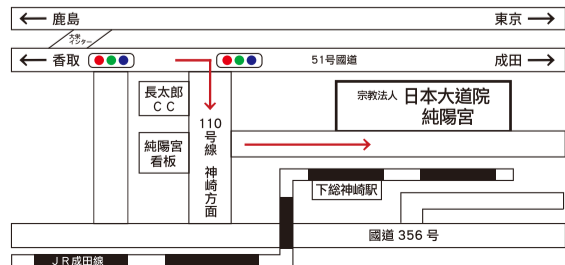 ← 鹿島
東京 →
大栄
インター
← 香取
51号國道
成田 →
長太郎
CC
宗教法人 日本大道院
純陽宮
110号線 神崎方面
純陽宮
看板
下総神崎駅
國道 356 号
JR成田線